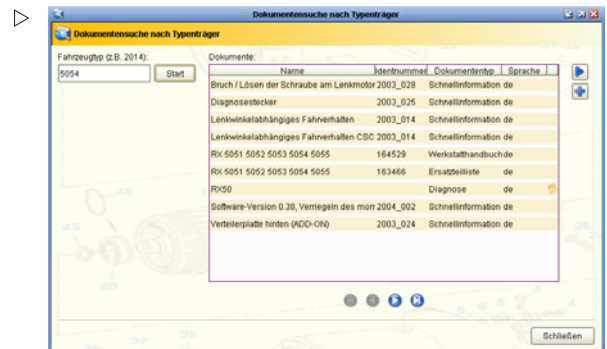 Dokumentensuche nach Typenträger
Dokumentensuche nach Typenträger
Fahrzeugtyp (z.B. 2014):
5054 Start
Dokumente:
Name Identnummer Dokumententyp Sprache
Bruch / Lösen der Schraube am Lenkmotor 2003_028 Schnellinformation de
Diagnosestecker 2003_025 Schnellinformation de
Lenkwinkelabhängiges Fahrverhalten 2003_014 Schnellinformation de
Lenkwinkelabhängiges Fahrverhalten CSC 2003_014 Schnellinformation de
RX 5051 5052 5053 5054 5055 164529 Werkstatthandbuch de
RX 5051 5052 5053 5054 5055 163466 Ersatzteilliste de
RX50 Diagnose de
Software-Version 0.38, Verriegeln des 2004_002 Schnellinformation de
Verteilerplatte hinten (ADD-ON) 2003_024 Schnellinformation de
Schließen